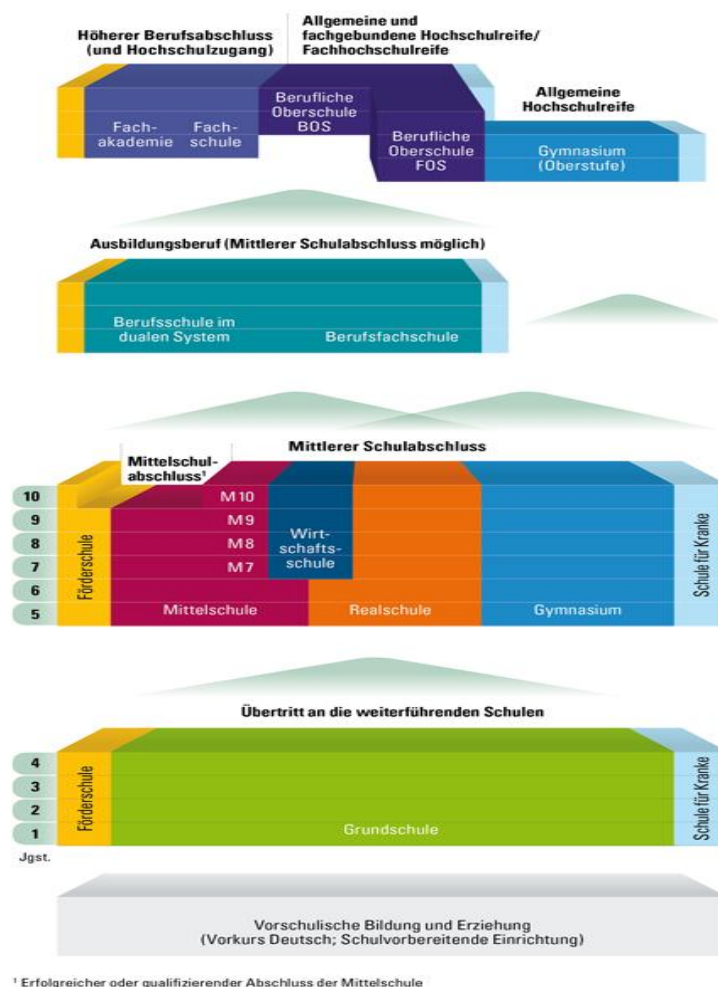 Höherer Berufsabschluss
(und Hochschulzugang)
Allgemeine und
fachgebundene Hochschulreife/
Fachhochschulreife
Allgemeine
Hochschulreife
Fach-
akademie
Fach-
schule
Berufliche
Oberschule
BOS
Berufliche
Oberschule
FOS
Gymnasium
(Oberstufe)
Ausbildungsberuf (Mittlerer Schulabschluss möglich)
Berufsschule im
dualen System
Berufsfachschule
Mittelschul-
abschluss¹
Mittlerer Schulabschluss
10
9
8
7
6
5
Förderschule
M 10
M 9
M 8
M 7
Mittelschule
Wirt-
schafts-
schule
Realschule
Gymnasium
Schule für Kranke
Übertritt an die weiterführenden Schulen
4
3
2
1
Jgst.
Förderschule
Grundschule
Schule für Kranke
Vorschulische Bildung und Erziehung
(Vorkurs Deutsch; Schulvorbereitende Einrichtung)
¹ Erfolgreicher oder qualifizierender Abschluss der Mittelschule